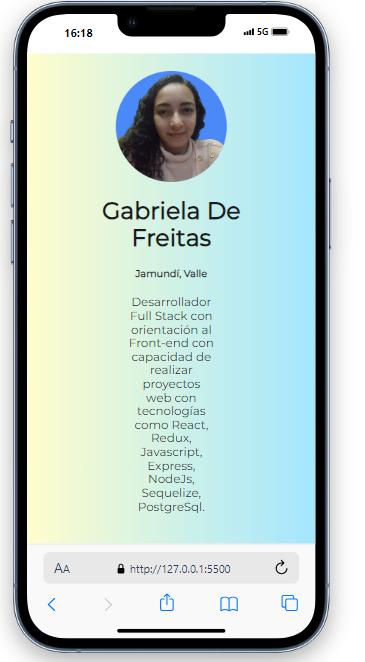 16:18
5G
Gabriela De
Freitas
Jamundí, Valle
Desarrollador
Full Stack con
orientación al
Front-end con
capacidad de
realizar
proyectos
web con
tecnologías
como React,
Redux,
Javascript,
Express,
NodeJs,
Sequelize,
PostgreSql.
AA http://127.0.0.1:5500